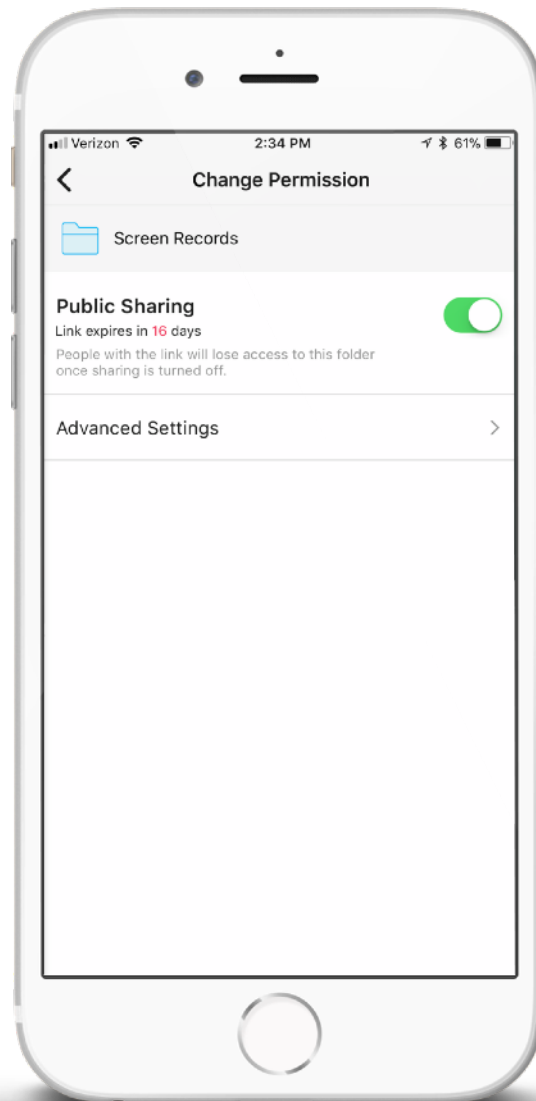 Verizon 2:34 PM 61%
Change Permission
Screen Records
Public Sharing
Link expires in 16 days
People with the link will lose access to this folder
once sharing is turned off.
Advanced Settings